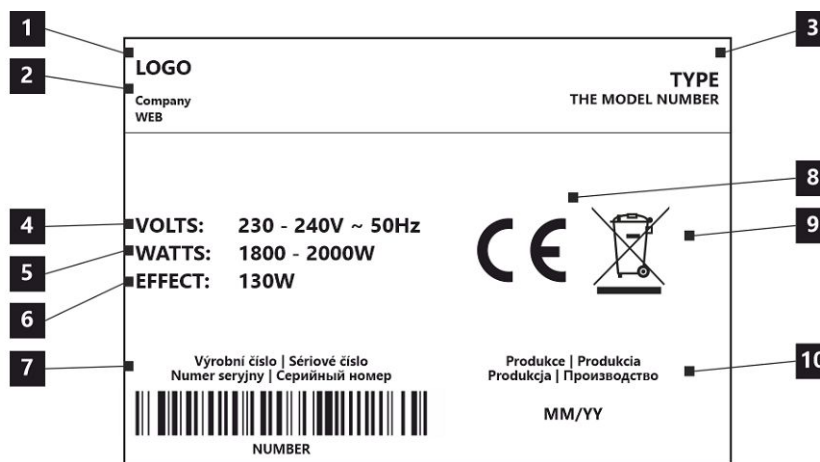 1
LOGO
3
2
Company
WEB
TYPE
THE MODEL NUMBER
8
4
VOLTS: 230 - 240V ~ 50Hz
9
5
WATTS: 1800 - 2000W
6
EFFECT: 130W
CE
7
Výrobní číslo | Sériové číslo
Numer seryjny | Серийный номер
Produkce | Produkcia
Produkcja | Производство
10
MM/YY
NUMBER